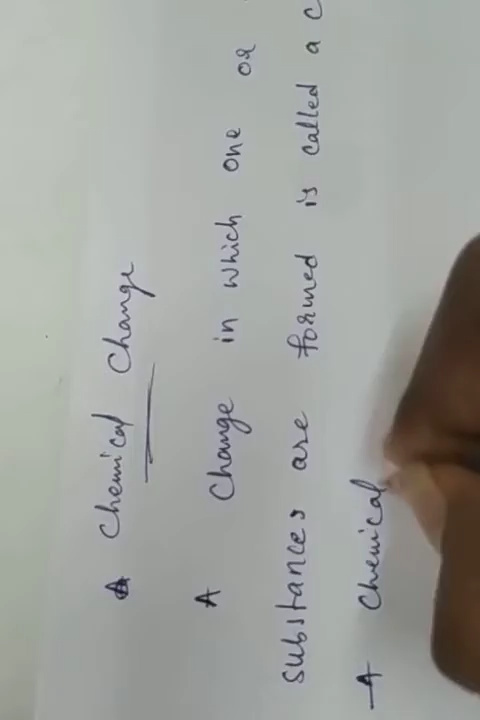 A Chemical Change
A Change in which one or
substances are formed is called a c
A Chemical